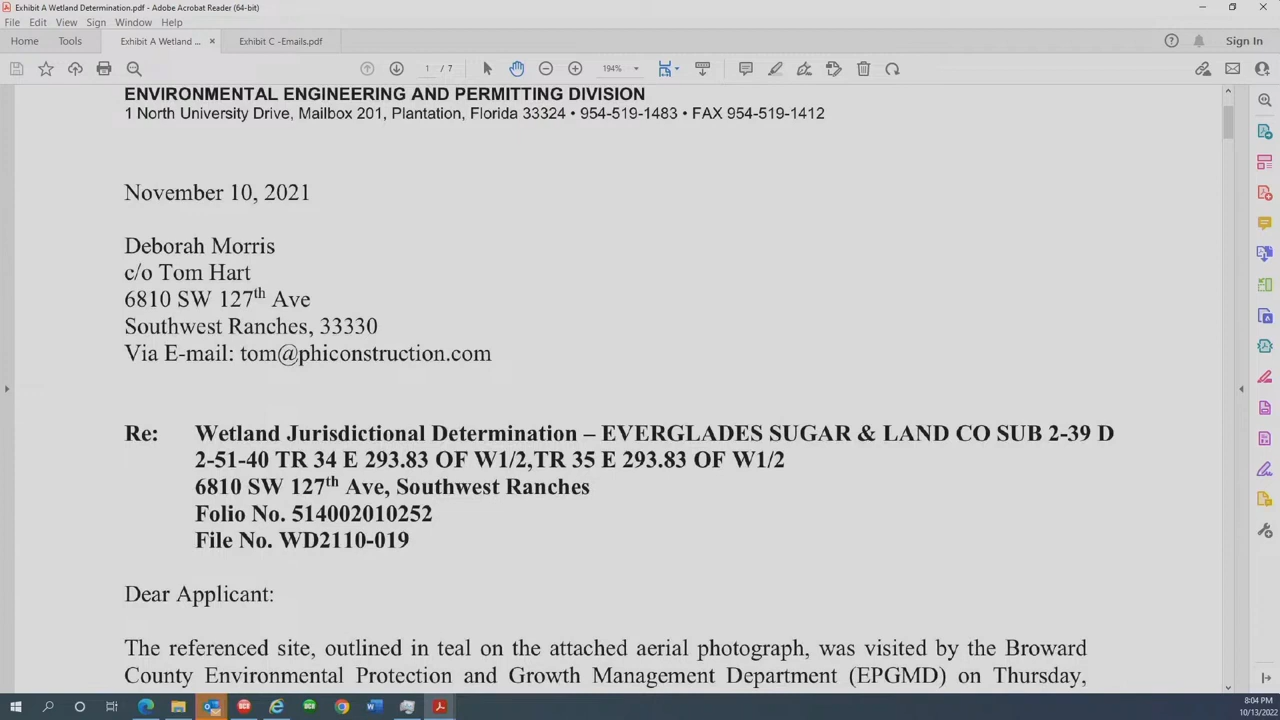 Exhibit A Wetland Determination.pdf - Adobe Acrobat Reader (64-bit)
File Edit View Sign Window Help
Home Tools Exhibit A Wetland ... × Exhibit C -Emails.pdf Sign In
1 / 7 194%
ENVIRONMENTAL ENGINEERING AND PERMITTING DIVISION
1 North University Drive, Mailbox 201, Plantation, Florida 33324 • 954-519-1483 • FAX 954-519-1412
November 10, 2021
Deborah Morris
c/o Tom Hart
6810 SW 127th Ave
Southwest Ranches, 33330
Via E-mail: tom@phiconstruction.com
Re: Wetland Jurisdictional Determination – EVERGLADES SUGAR & LAND CO SUB 2-39 D
2-51-40 TR 34 E 293.83 OF W1/2,TR 35 E 293.83 OF W1/2
6810 SW 127th Ave, Southwest Ranches
Folio No. 514002010252
File No. WD2110-019
Dear Applicant:
The referenced site, outlined in teal on the attached aerial photograph, was visited by the Broward
County Environmental Protection and Growth Management Department (EPGMD) on Thursday,
8:04 PM
10/13/2022